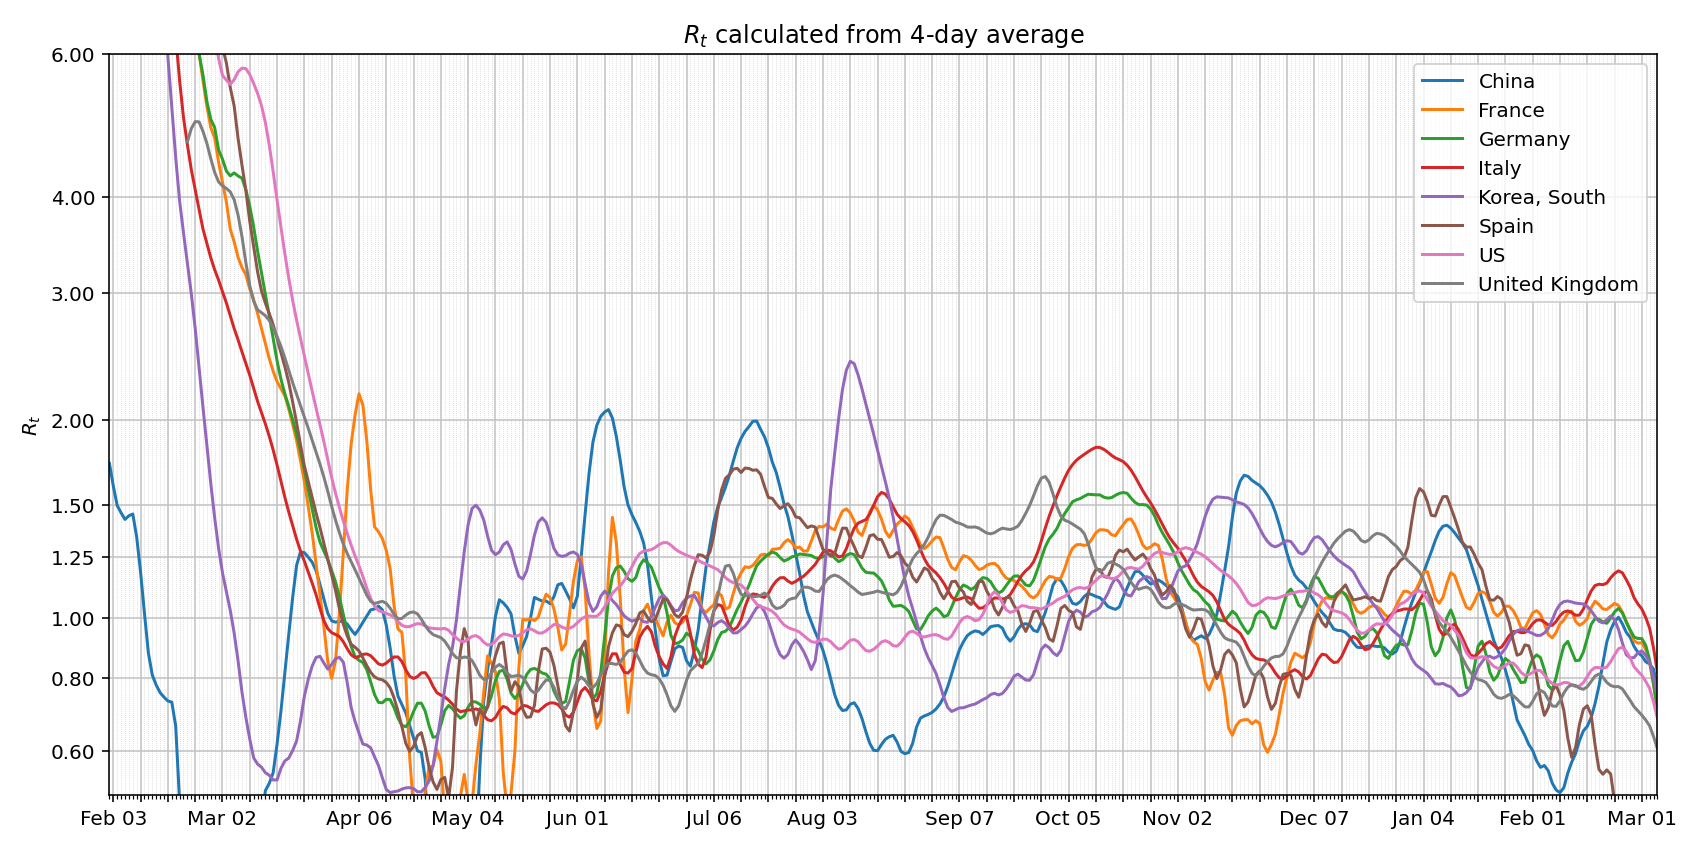 R_t calculated from 4-day average
6.00
4.00
3.00
2.00
1.50
1.25
1.00
0.80
0.60
R_t
China
France
Germany
Italy
Korea, South
Spain
US
United Kingdom
Feb 03 Mar 02 Apr 06 May 04 Jun 01 Jul 06 Aug 03 Sep 07 Oct 05 Nov 02 Dec 07 Jan 04 Feb 01 Mar 01